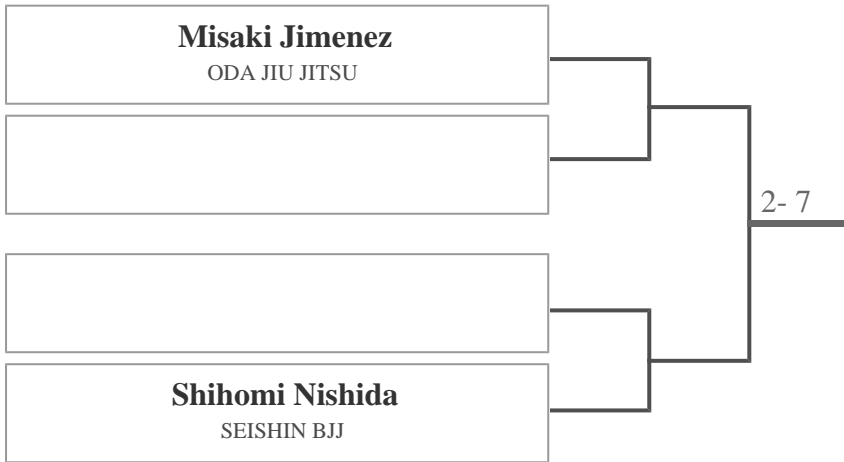 Misaki Jimenez
ODA JIU JITSU
2- 7
Shihomi Nishida
SEISHIN BJJ